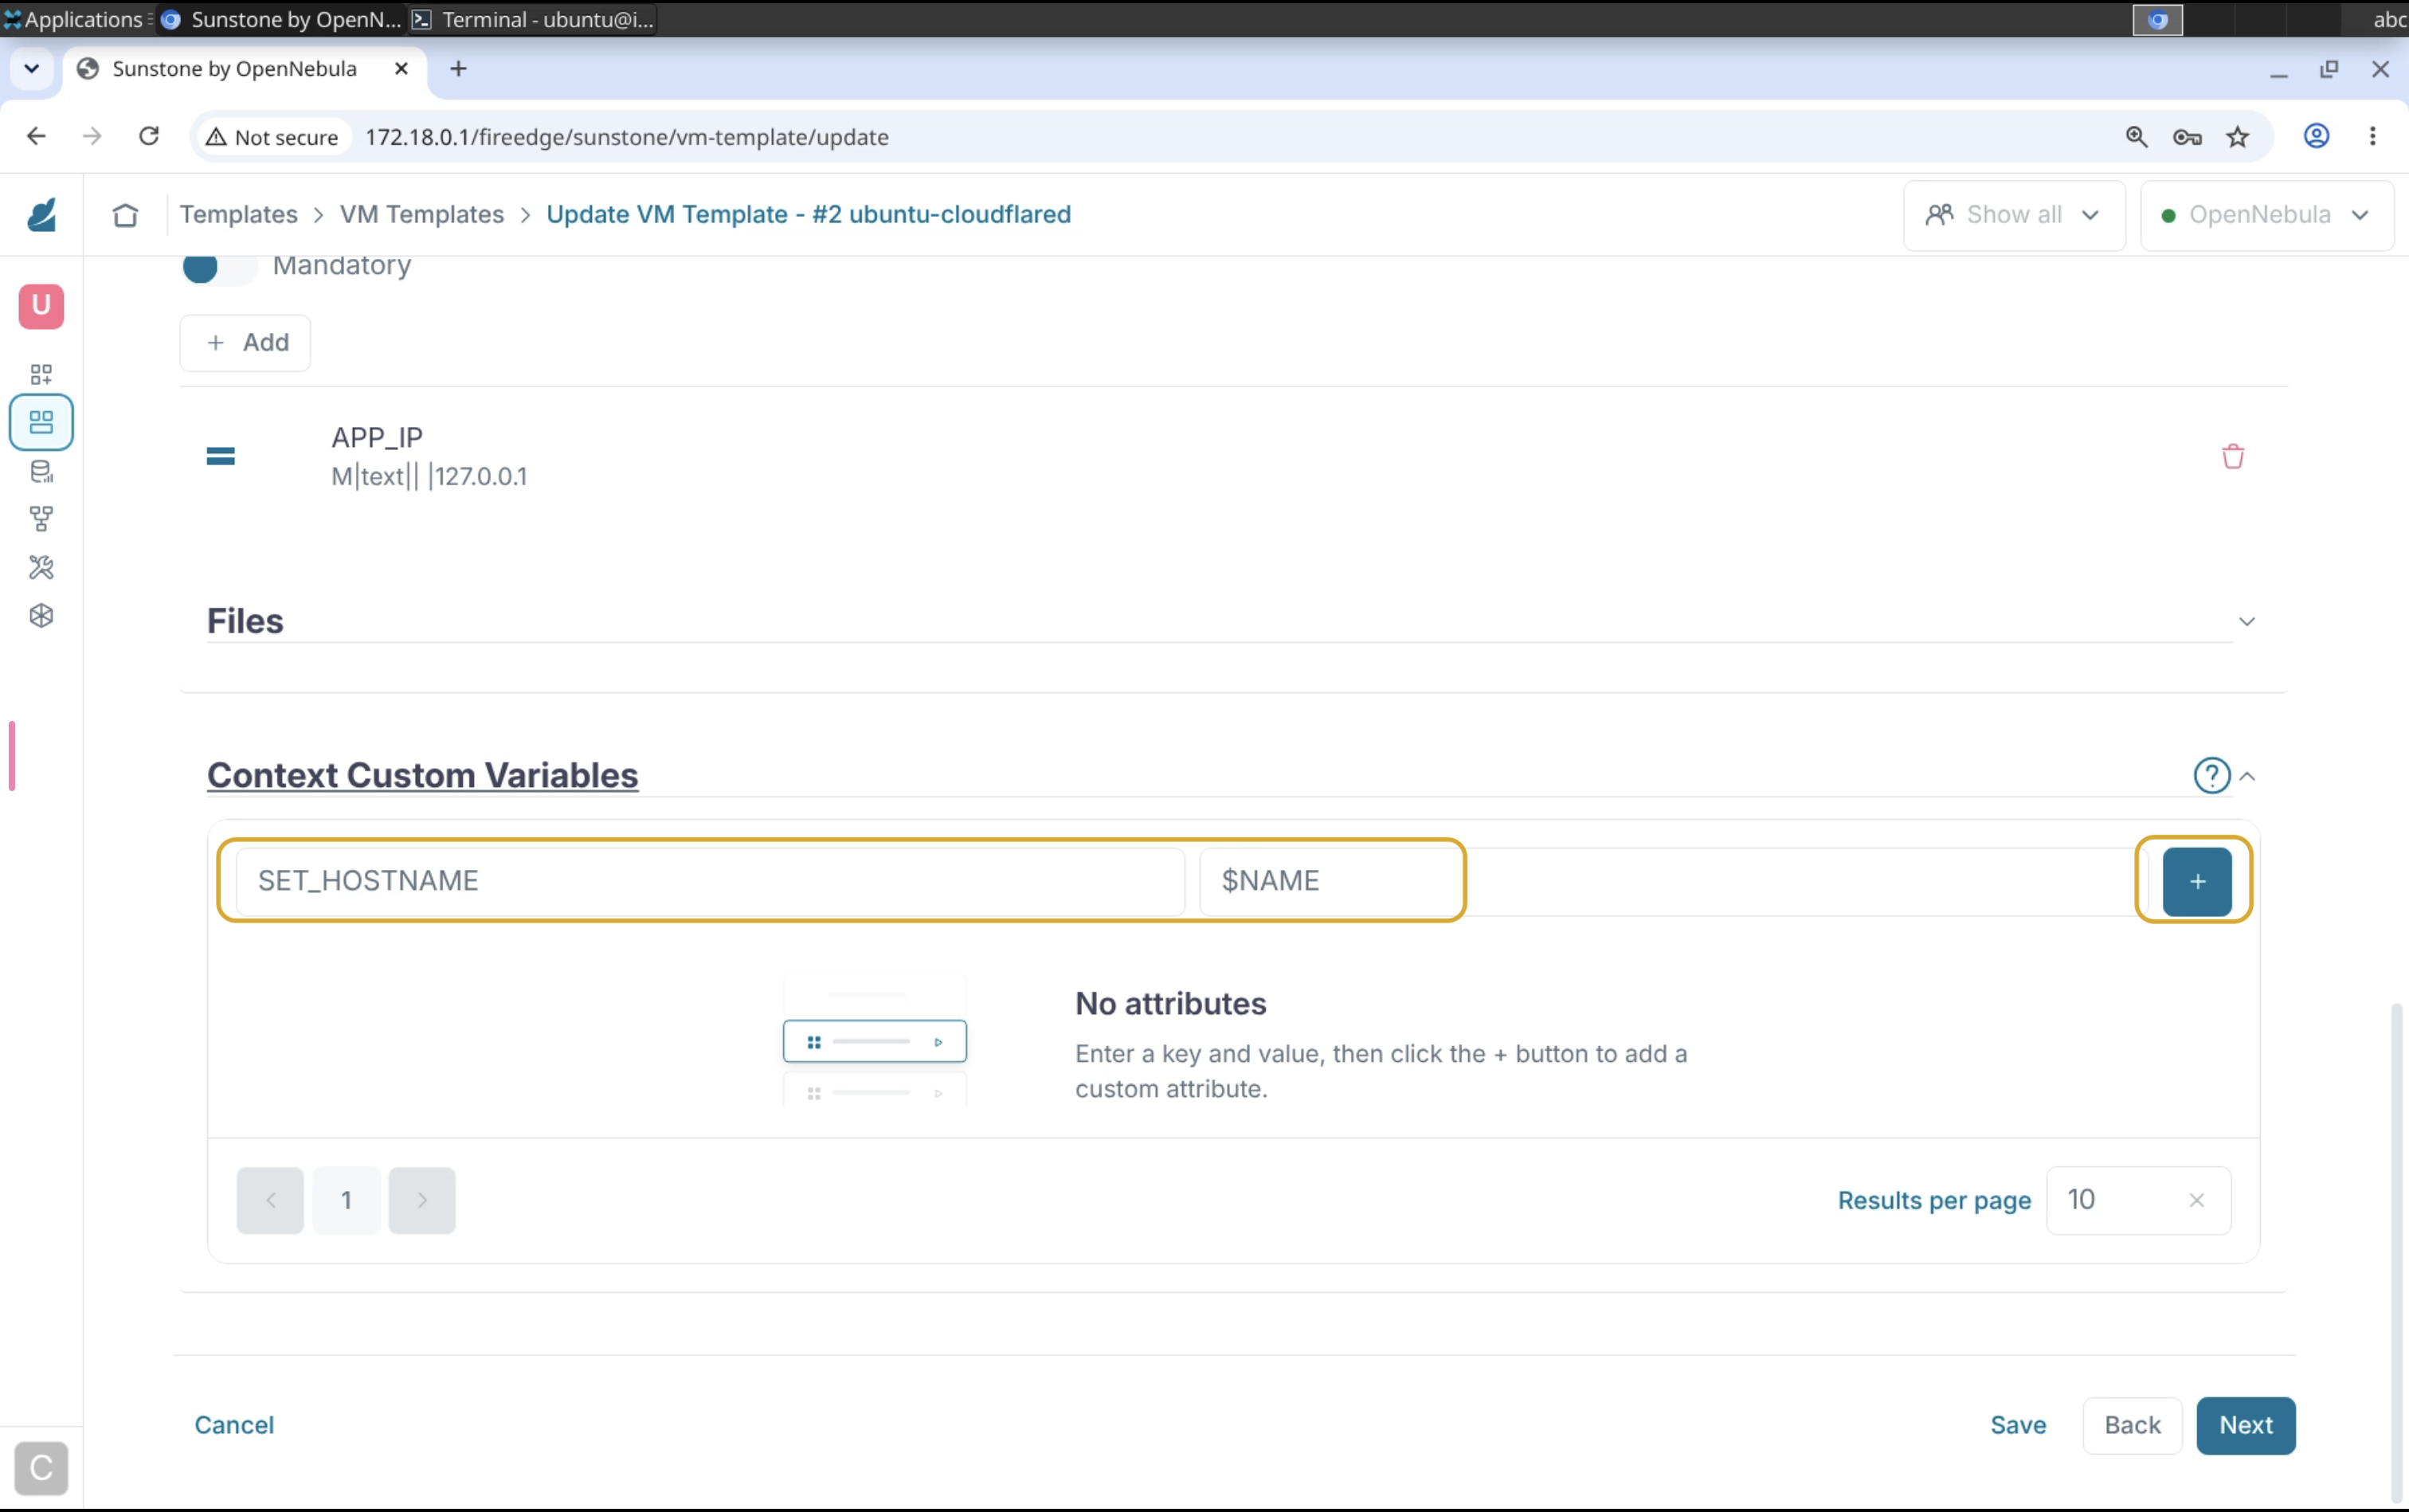 Applications
Sunstone by OpenN...
Terminal - ubuntu@i...
abc
Sunstone by OpenNebula
Not secure
172.18.0.1/fireedge/sunstone/vm-template/update
Templates > VM Templates > Update VM Template - #2 ubuntu-cloudflared
Show all
OpenNebula
U
Mandatory
+ Add
APP_IP
M|text|| |127.0.0.1
Files
Context Custom Variables
?
SET_HOSTNAME
$NAME
+
No attributes
Enter a key and value, then click the + button to add a
custom attribute.
1
Results per page
10
Cancel
Save
Back
Next
C